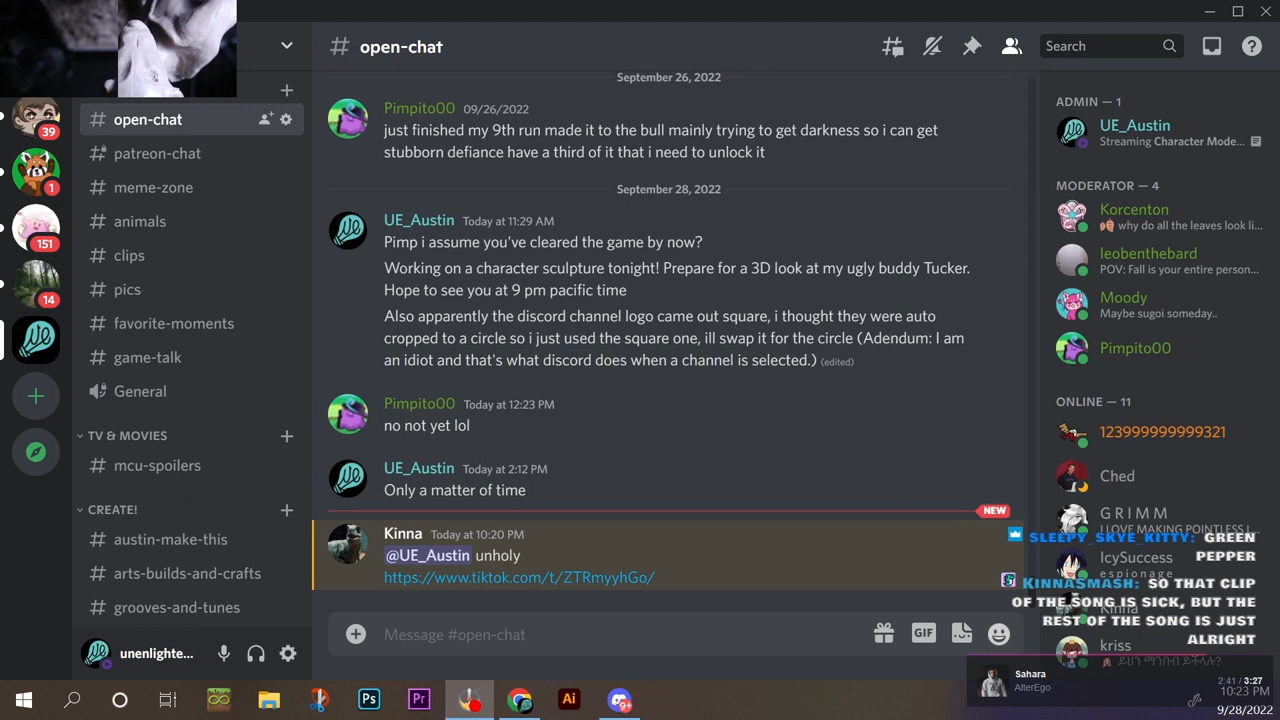 # open-chat
Search
39
1
151
14
# open-chat
# patreon-chat
# meme-zone
# animals
# clips
# pics
# favorite-moments
# game-talk
General
TV & MOVIES
# mcu-spoilers
CREATE!
# austin-make-this
# arts-builds-and-crafts
# grooves-and-tunes
unenlighte...
September 26, 2022
Pimpito00 09/26/2022
just finished my 9th run made it to the bull mainly trying to get darkness so i can get
stubborn defiance have a third of it that i need to unlock it
September 28, 2022
UE_Austin Today at 11:29 AM
Pimp i assume you've cleared the game by now?
Working on a character sculpture tonight! Prepare for a 3D look at my ugly buddy Tucker.
Hope to see you at 9 pm pacific time
Also apparently the discord channel logo came out square, i thought they were auto
cropped to a circle so i just used the square one, ill swap it for the circle (Adendum: I am
an idiot and that's what discord does when a channel is selected.) (edited)
Pimpito00 Today at 12:23 PM
no not yet lol
UE_Austin Today at 2:12 PM
Only a matter of time
NEW
Kinna Today at 10:20 PM
@UE_Austin unholy
https://www.tiktok.com/t/ZTRmyyhGo/
Message #open-chat
GIF
ADMIN — 1
UE_Austin
Streaming Character Mode...
MODERATOR — 4
Korcenton
why do all the leaves look li...
leobenthebard
POV: Fall is your entire person...
Moody
Maybe sugoi someday..
Pimpito00
ONLINE — 11
123999999999321
Ched
G R I M M
I LOVE MAKING POINTLESS
SLEEPY_SKYE_KITTY: GREEN
PEPPER
IcySuccess
espionage
KINNASMASH: SO THAT CLIP
OF THE SONG IS SICK, BUT THE
REST OF THE SONG IS JUST
ALRIGHT
Kinna
kriss
Sahara
AlterEgo
2:41 / 3:27
Ps
Pr
Ai
9+
10:23 PM
9/28/2022